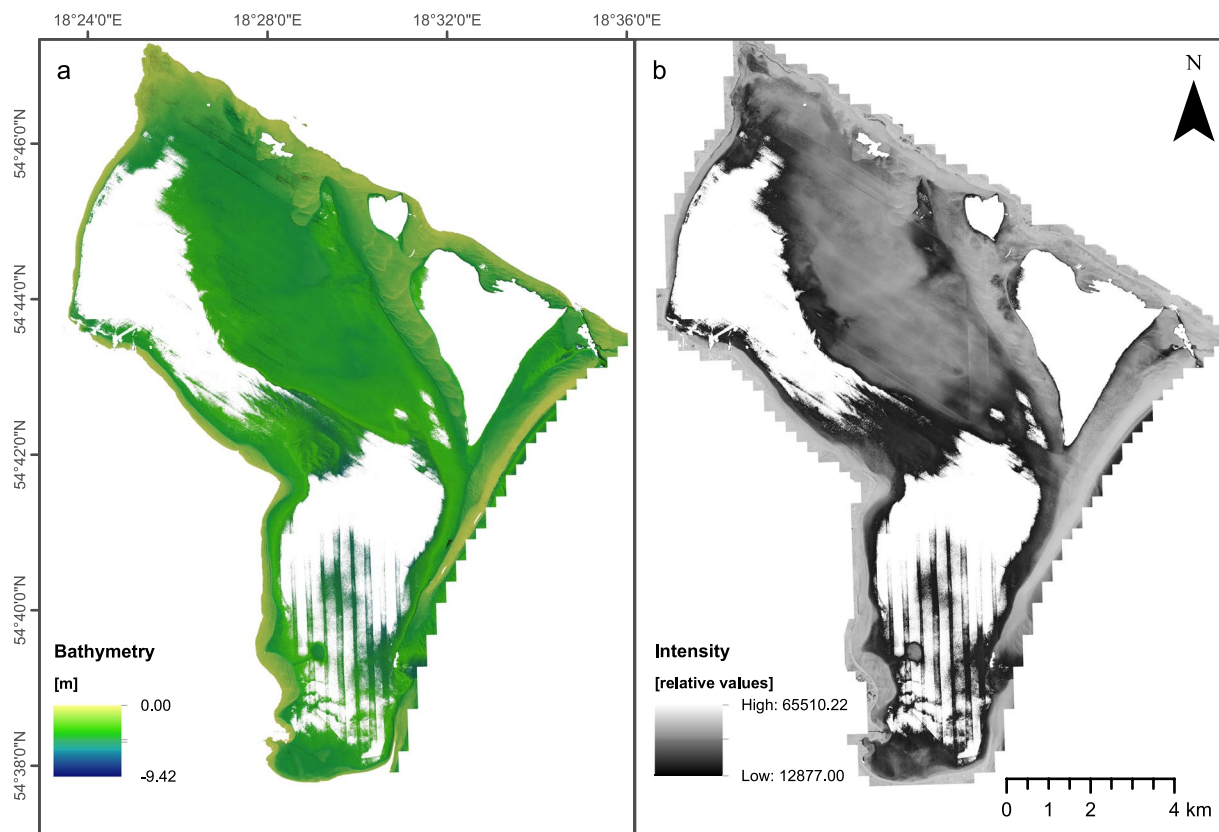 18°24'0"E 18°28'0"E 18°32'0"E 18°36'0"E
a
b
N
54°46'0"N
54°44'0"N
54°42'0"N
54°40'0"N
54°38'0"N
Bathymetry
[m]
0.00
-9.42
Intensity
[relative values]
High: 65510.22
Low: 12877.00
0 1 2 4 km